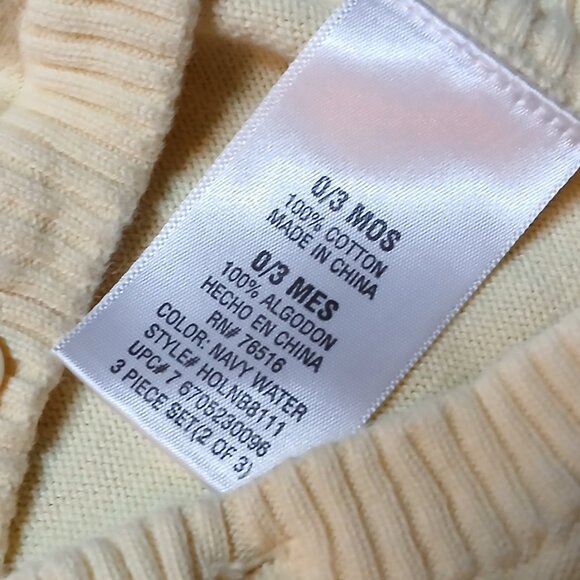 0/3 MOS
100% COTTON
MADE IN CHINA
0/3 MES
100% ALGODON
HECHO EN CHINA
RN# 76516
COLOR: NAVY WATER
STYLE# HOLNB8111
UPC# 7 6705230096
3 PIECE SET(2 OF 3)